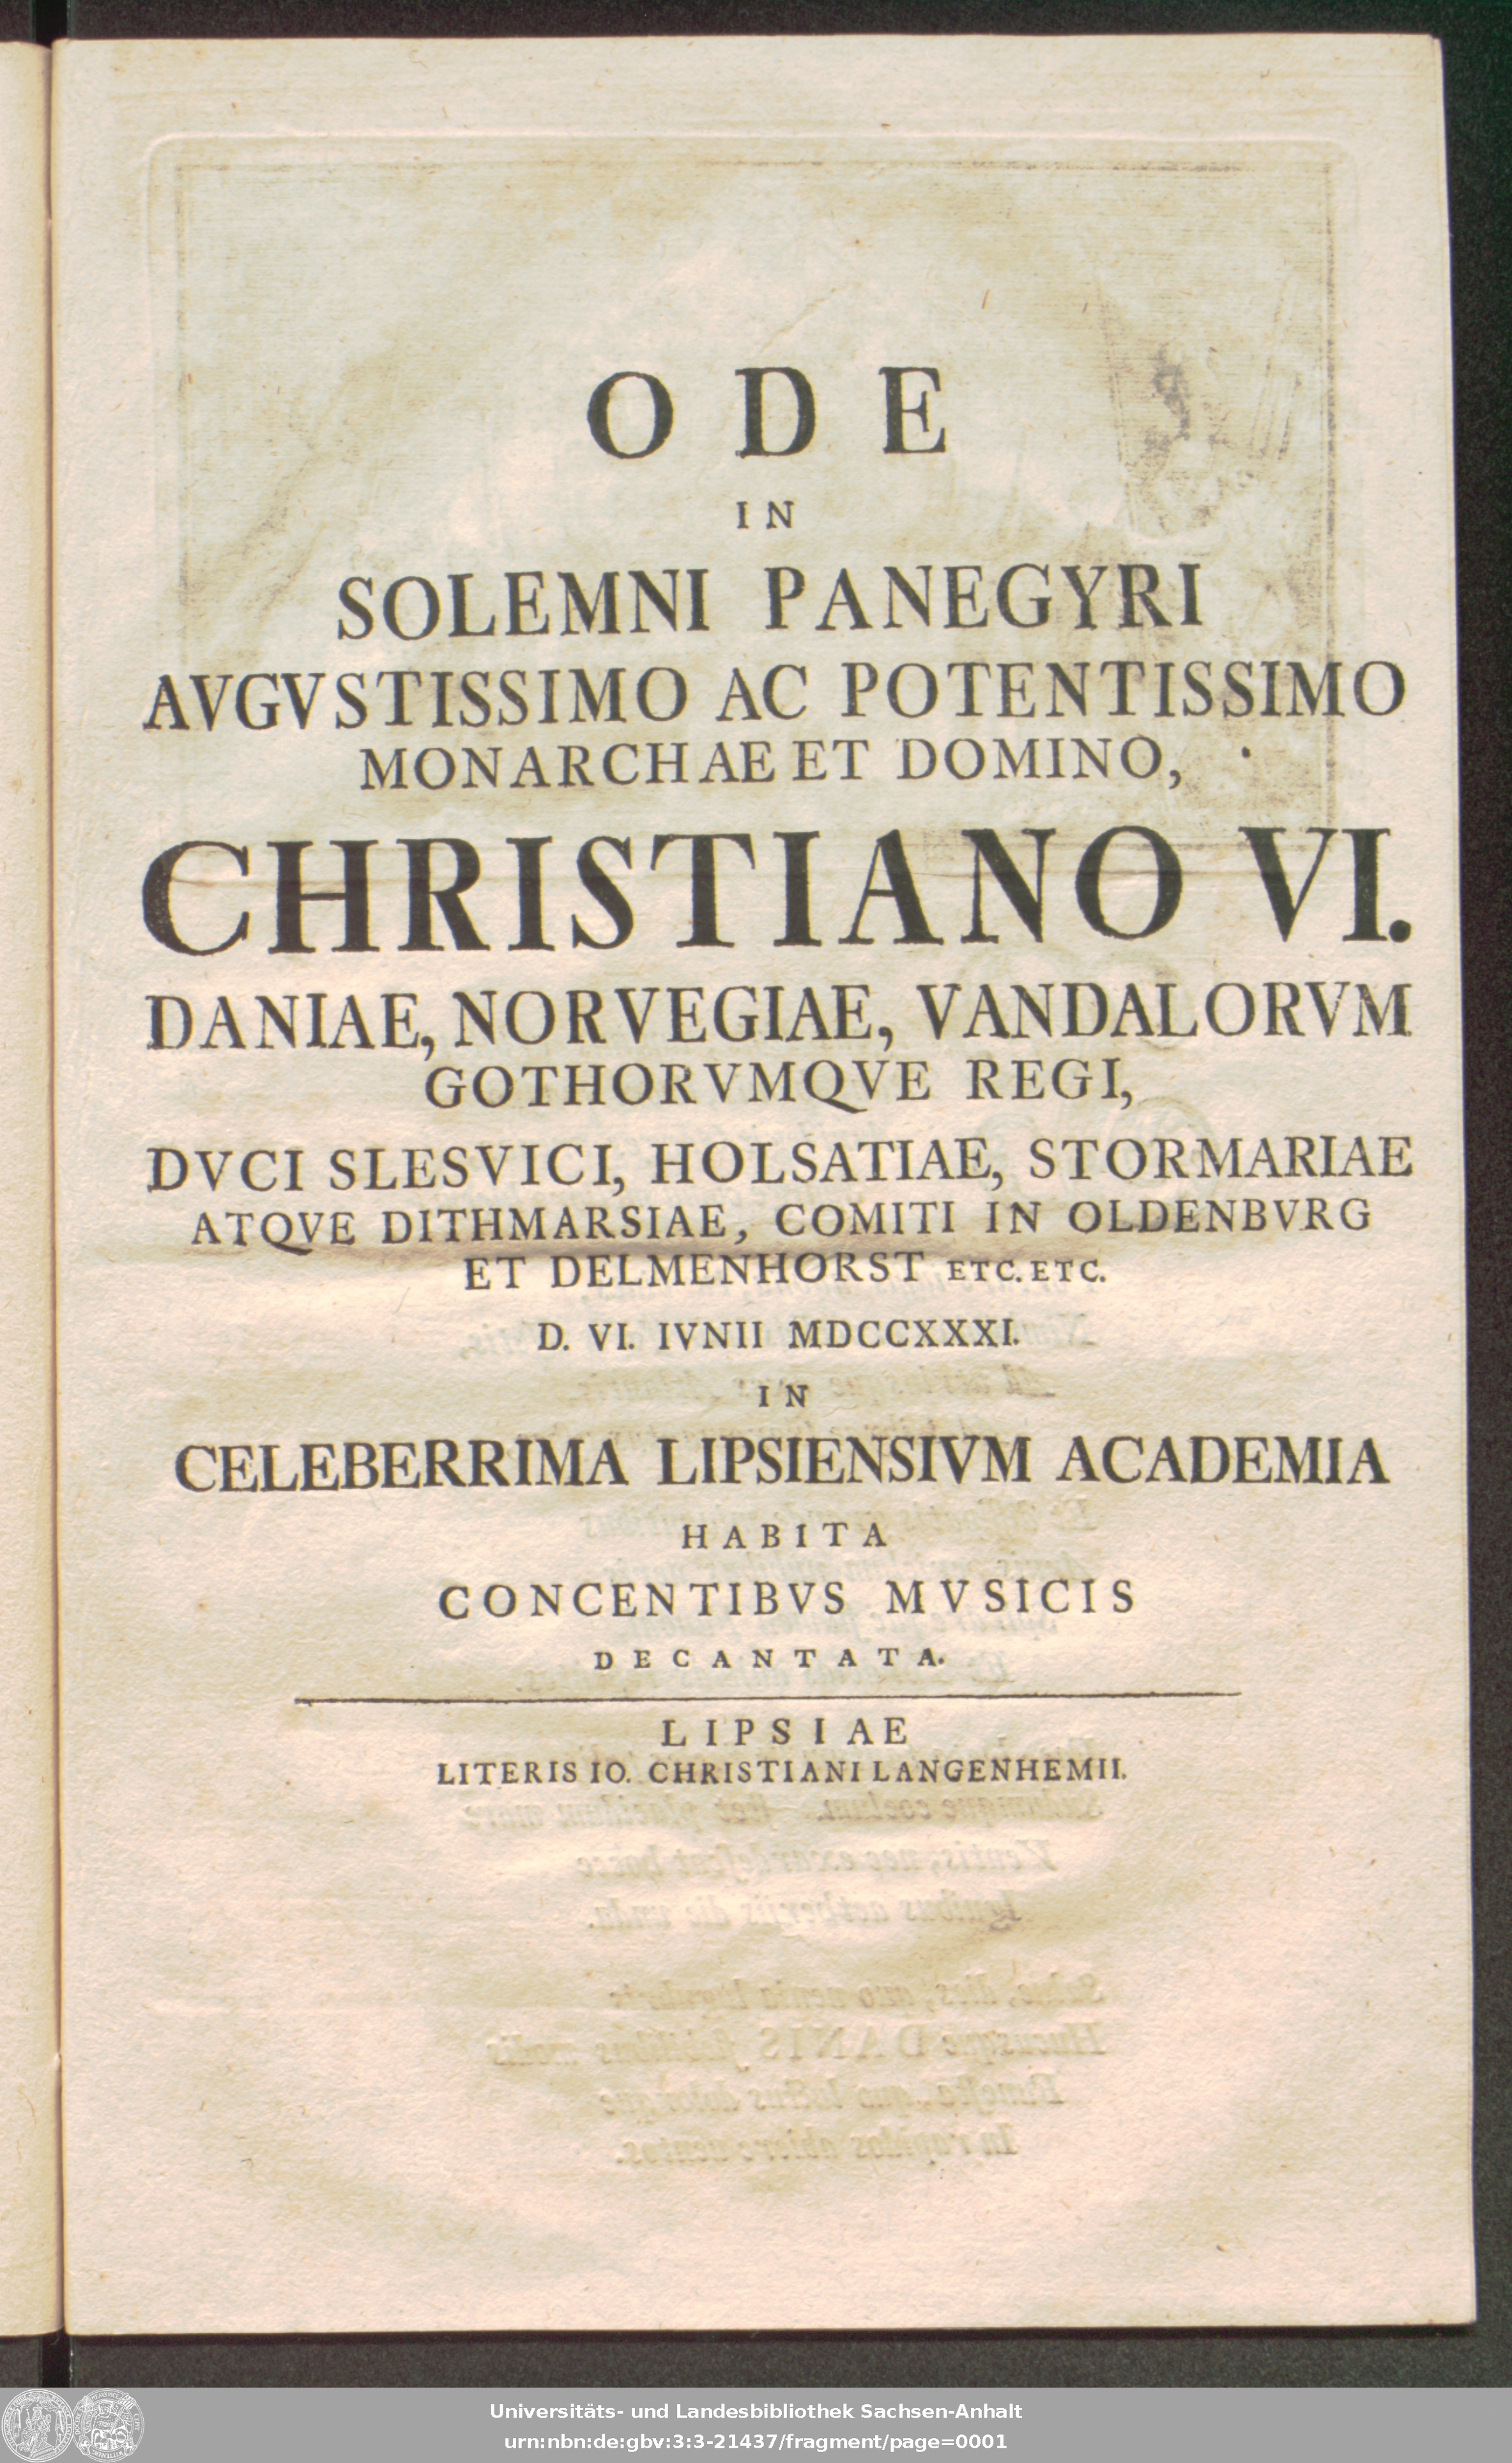 ODE
IN
SOLEMNI PANEGYRI
AVGVSTISSIMO AC POTENTISSIMO
MONARCHAE ET DOMINO,
CHRISTIANO VI.
DANIAE, NORVEGIAE, VANDALORVM
GOTHORVMQVE REGI,
DVCI SLESVICI, HOLSATIAE, STORMARIAE
ATQVE DITHMARSIAE, COMITI IN OLDENBVRG
ET DELMENHORST ETC. ETC.
D. VI. IVNII MDCCXXXI.
IN
CELEBERRIMA LIPSIENSIVM ACADEMIA
HABITA
CONCENTIBVS MVSICIS
DECANTATA.
LIPSIAE
LITERIS IO. CHRISTIANI LANGENHEMII.
Universitäts- und Landesbibliothek Sachsen-Anhalt
urn:nbn:de:gbv:3:3-21437/fragment/page=0001